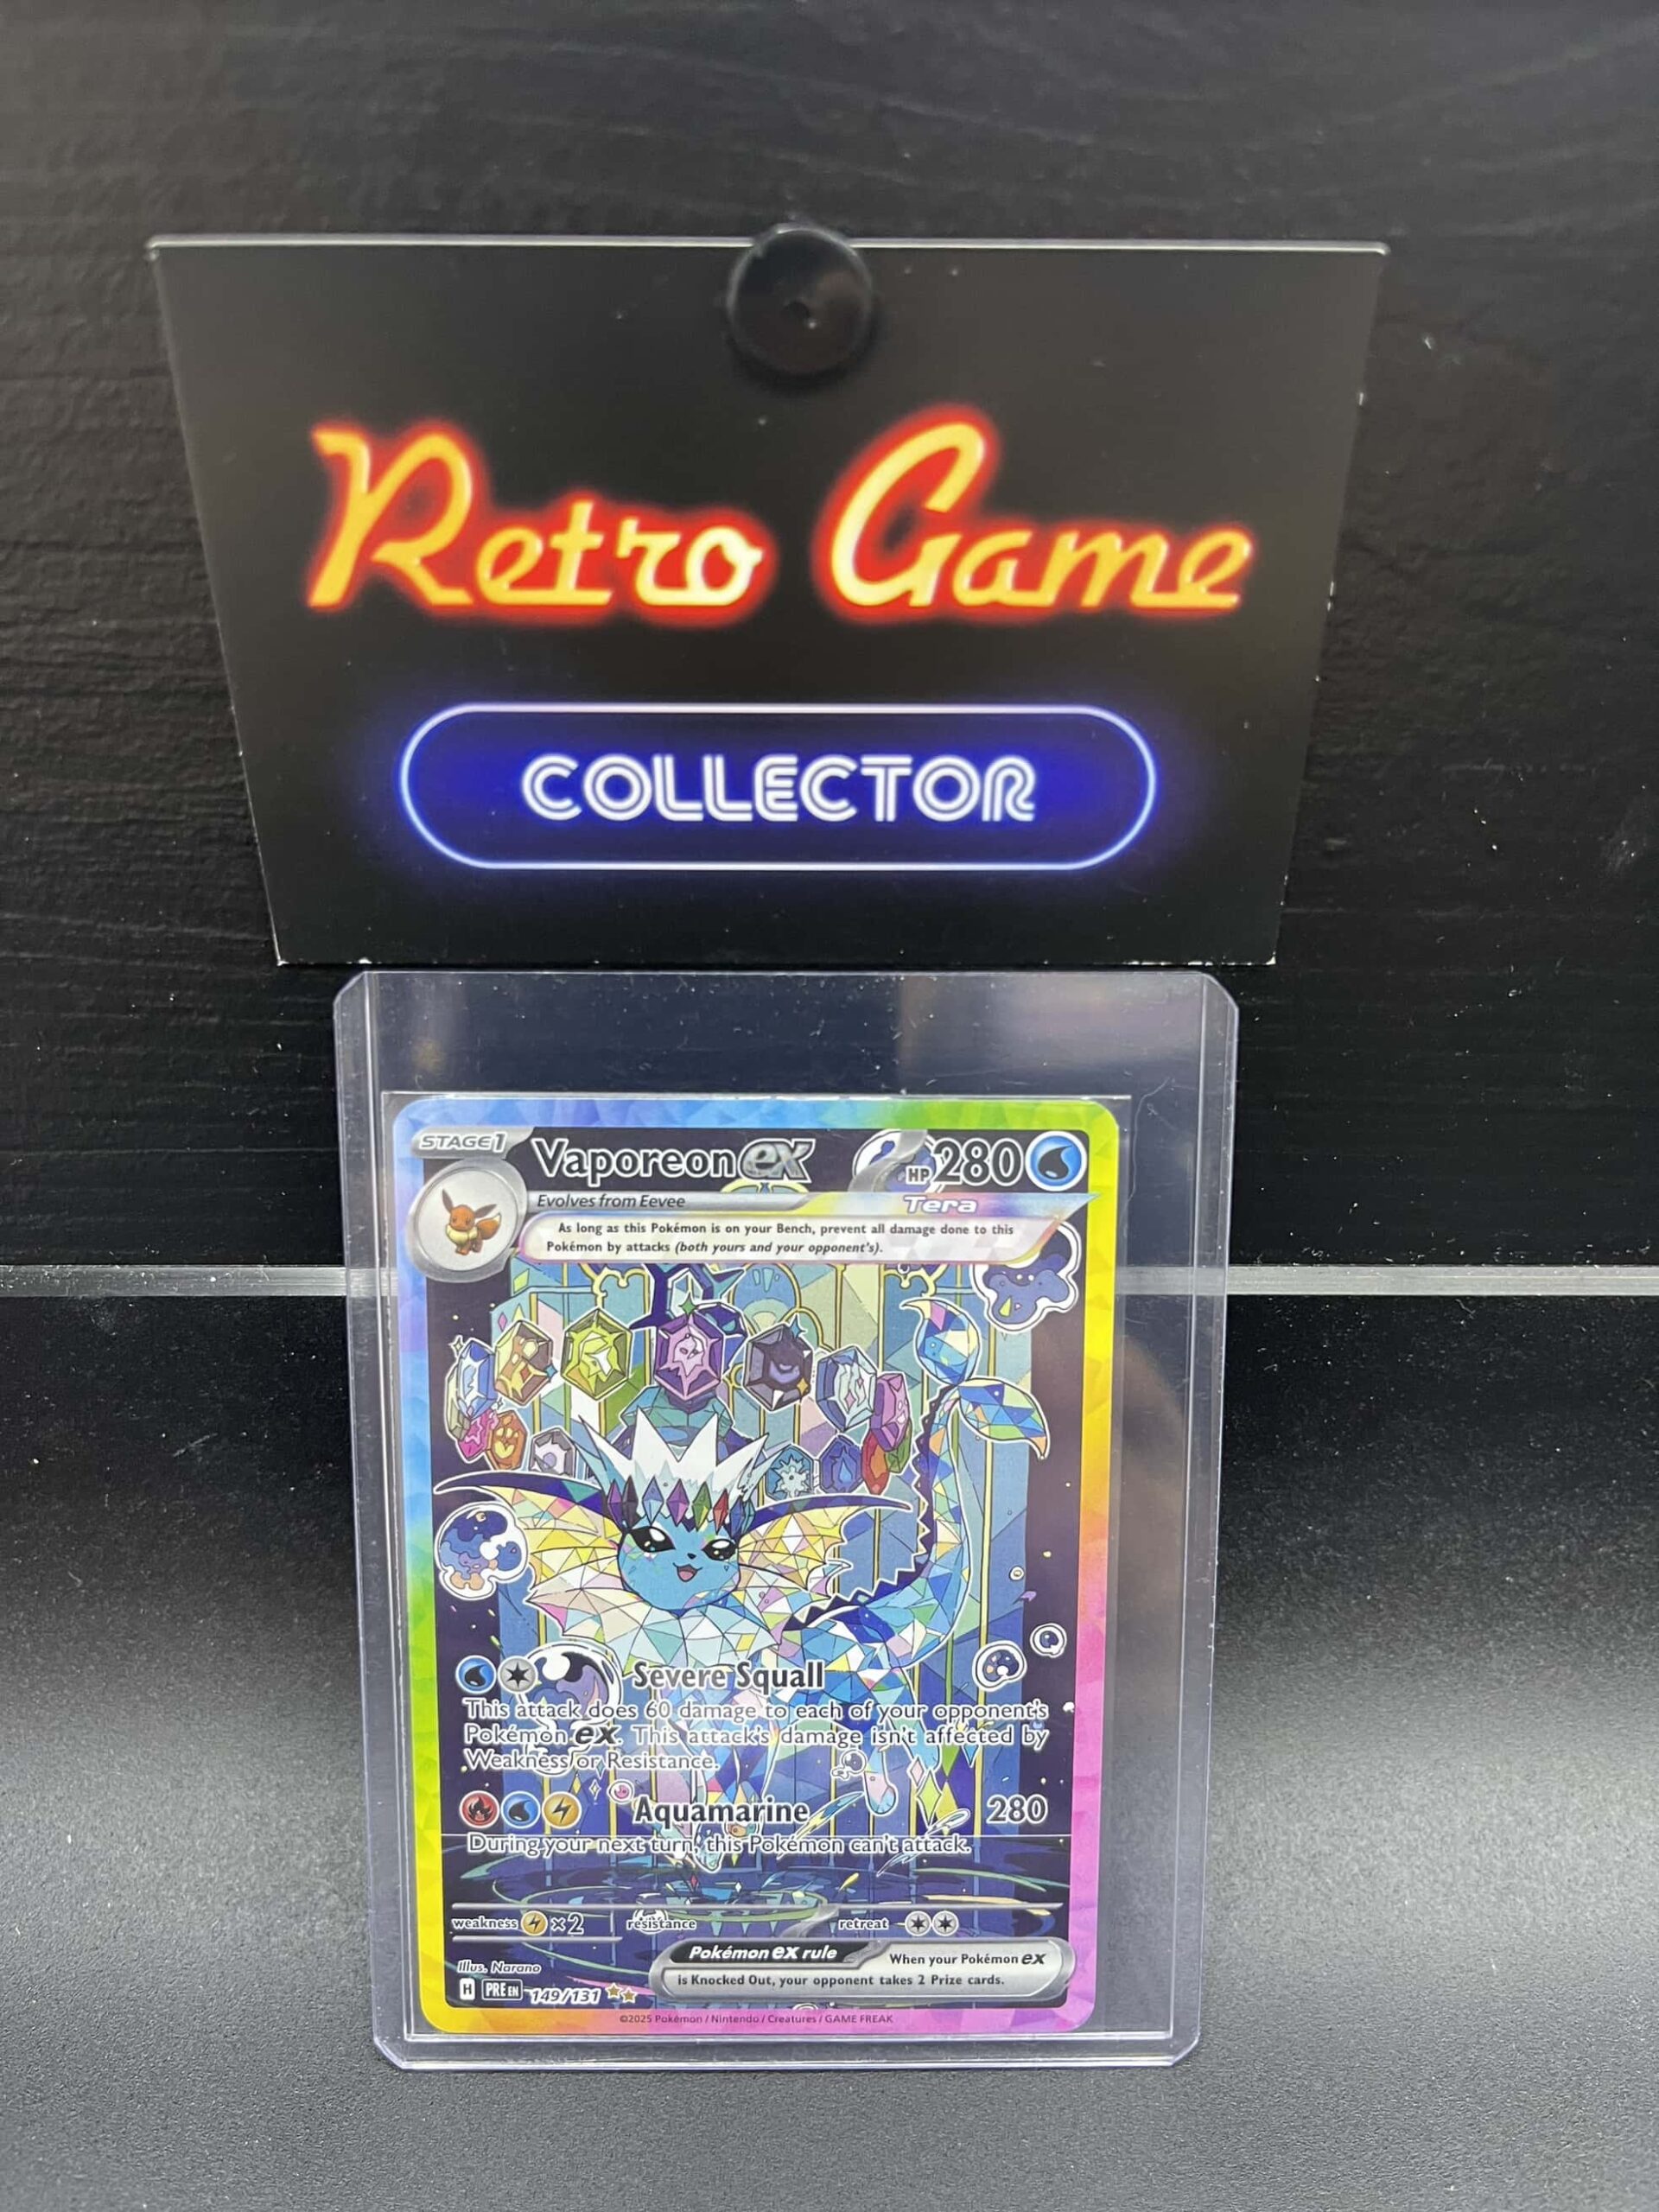 Retro Game
COLLECTOR
STAGE1 Vaporeon ex HP 280
Evolves from Eevee Tera
As long as this Pokémon is on your Bench, prevent all damage done to this
Pokémon by attacks (both yours and your opponent's).
Severe Squall
This attack does 60 damage to each of your opponent's
Pokémon ex. This attack's damage isn't affected by
Weakness or Resistance.
Aquamarine 280
During your next turn, this Pokémon can't attack.
weakness ×2 resistance retreat
Pokémon ex rule When your Pokémon ex
is Knocked Out, your opponent takes 2 Prize cards.
Illus. Narano
H PRE EN 149/131
©2025 Pokémon / Nintendo / Creatures / GAME FREAK